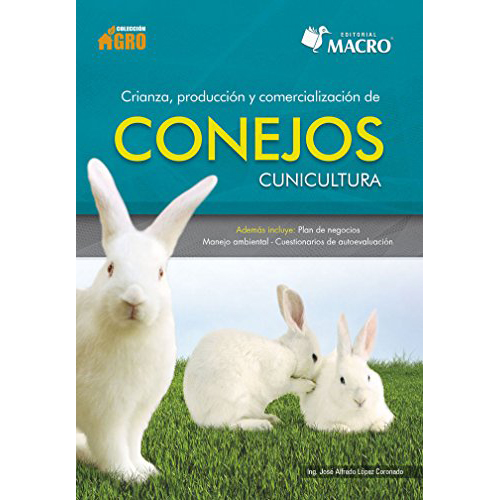 COLECCIÓN
AGRO
EDITORIAL
MACRO®
Crianza, producción y comercialización de
CONEJOS
CUNICULTURA
Además incluye: Plan de negocios
Manejo ambiental - Cuestionarios de autoevaluación
Ing. José Alfredo López Coronado